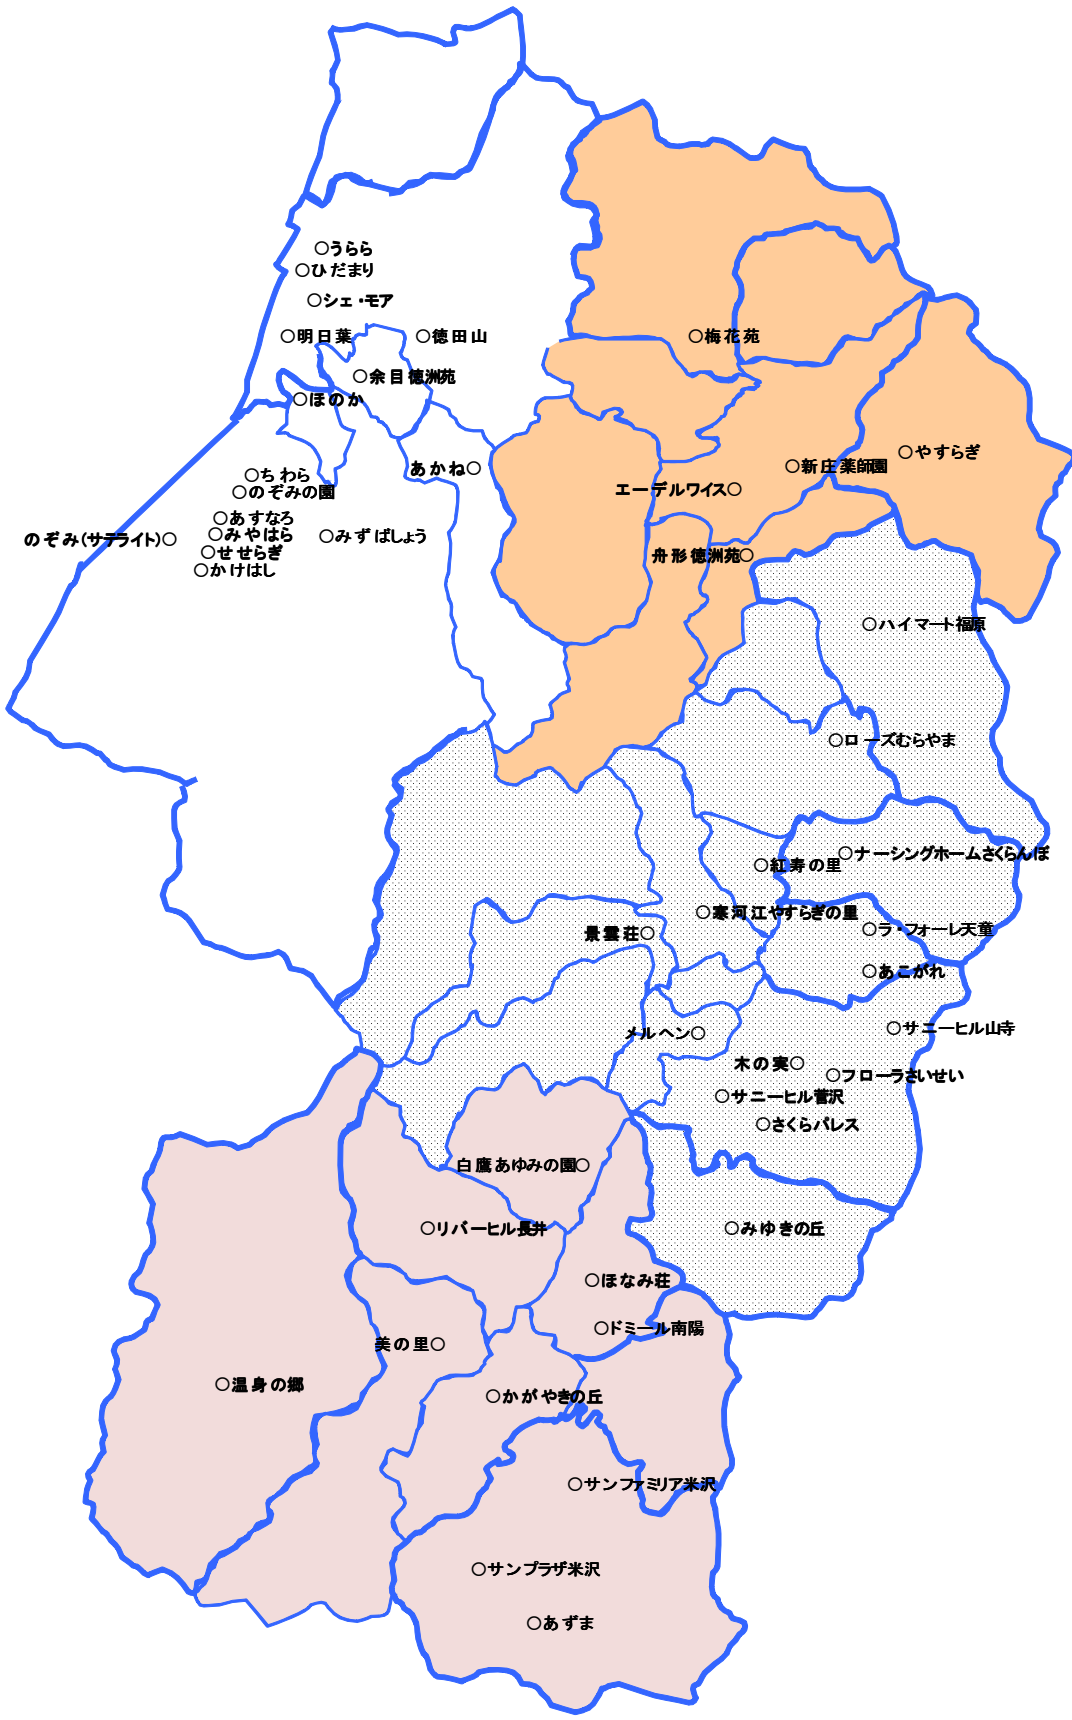 ○うらら
○ひだまり
○シェ・モア
○明日葉
○徳田山
○梅花苑
○余目徳洲苑
○ほのか
○やすらぎ
あかね○
○新庄薬師園
○ちわら
○のぞみの園
エーデルワイス○
○あすなろ
○みやはら
○みずばしょう
のぞみ(サテライト)○
○せせらぎ
舟形徳洲苑○
○かけはし
○ハイマート福原
○ローズむらやま
○ナーシングホームさくらんぼ
○紅寿の里
○寒河江やすらぎの里
○ラ・フォーレ天童
景雲荘○
○あこがれ
○サニーヒル山寺
メルヘン○
木の実○
○フローラさいせい
○サニーヒル菅沢
○さくらパレス
白鷹あゆみの園○
○リバーヒル長井
○みゆきの丘
○ほなみ荘
○ドミール南陽
美の里○
○温身の郷
○かがやきの丘
○サンファミリア米沢
○サンプラザ米沢
○あずま